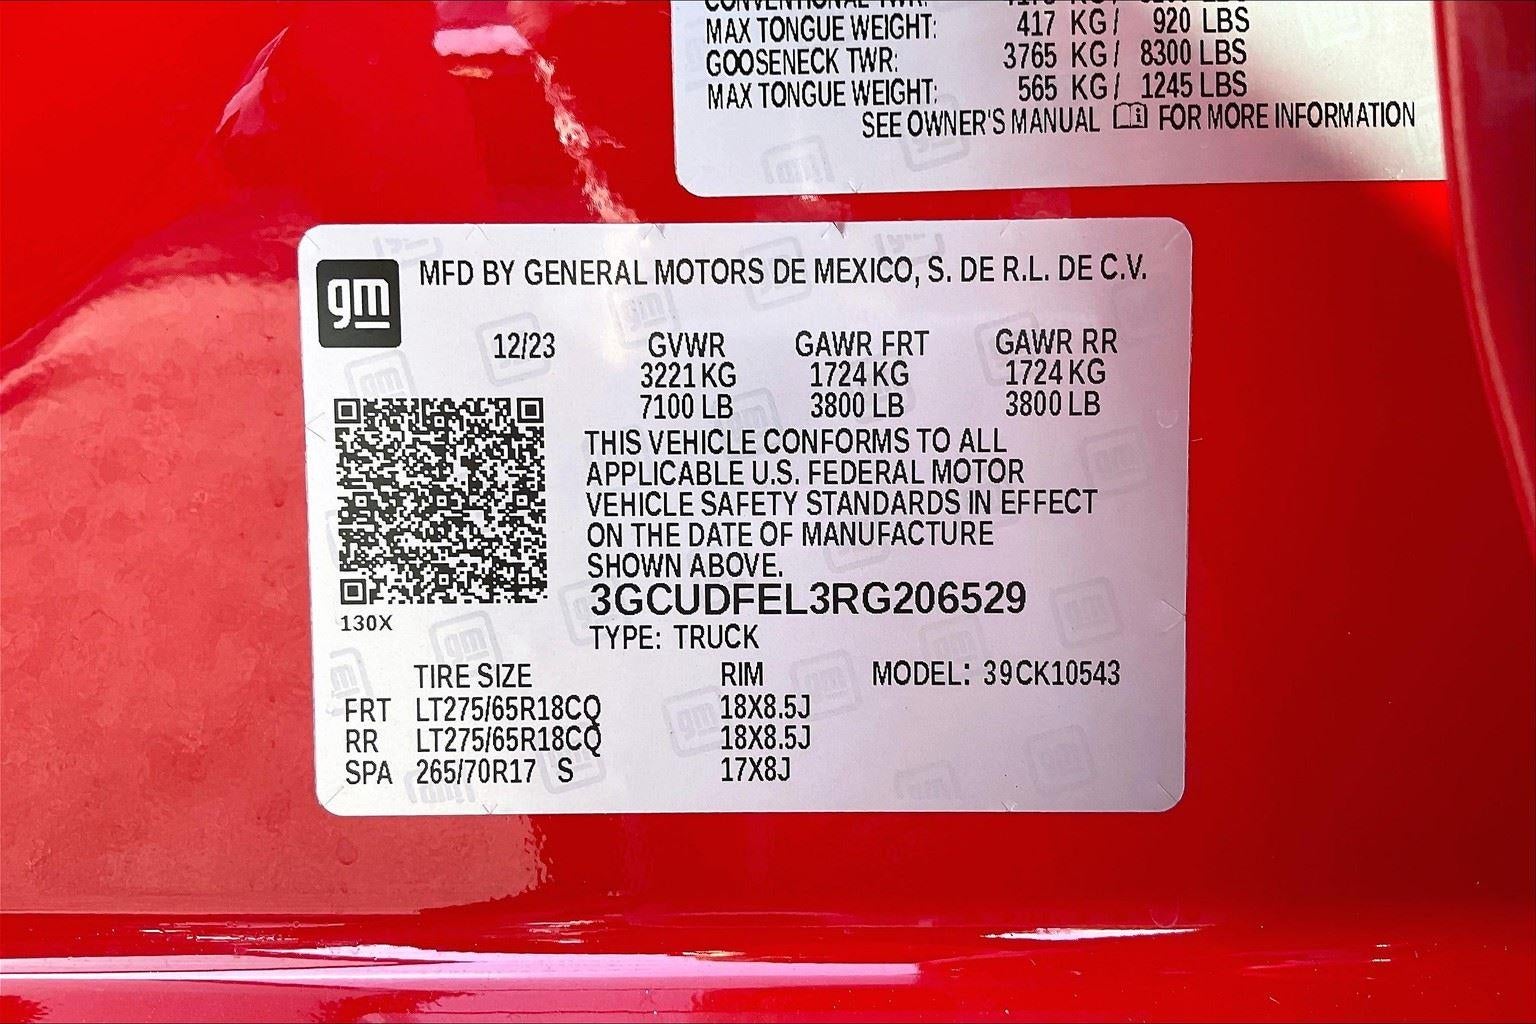 MAX TONGUE WEIGHT: 417 KG/ 920 LBS
GOOSENECK TWR: 3765 KG/ 8300 LBS
MAX TONGUE WEIGHT: 565 KG/ 1245 LBS
SEE OWNER'S MANUAL FOR MORE INFORMATION
gm
MFD BY GENERAL MOTORS DE MEXICO, S. DE R.L. DE C.V.
12/23 GVWR GAWR FRT GAWR RR
3221 KG 1724 KG 1724 KG
7100 LB 3800 LB 3800 LB
THIS VEHICLE CONFORMS TO ALL
APPLICABLE U.S. FEDERAL MOTOR
VEHICLE SAFETY STANDARDS IN EFFECT
ON THE DATE OF MANUFACTURE
SHOWN ABOVE.
3GCUDFEL3RG206529
130X
TYPE: TRUCK
TIRE SIZE RIM MODEL: 39CK10543
FRT LT275/65R18CQ 18X8.5J
RR LT275/65R18CQ 18X8.5J
SPA 265/70R17 S 17X8J